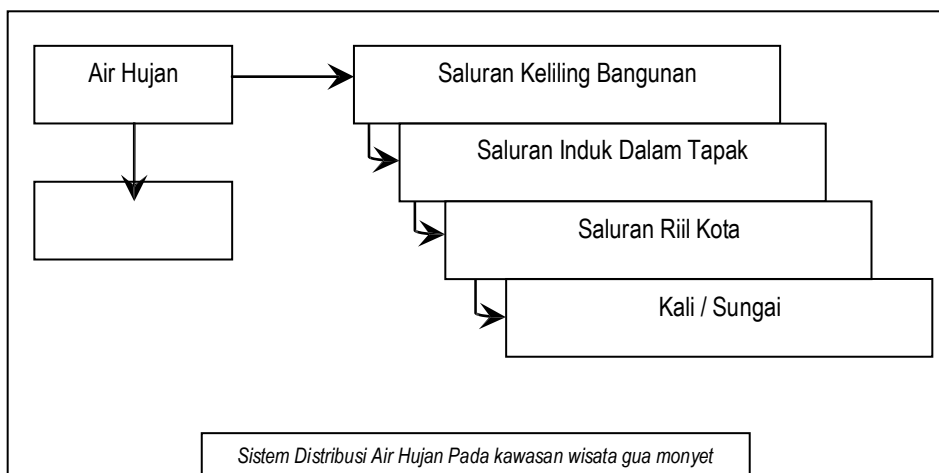 Air Hujan
Saluran Keliling Bangunan
Saluran Induk Dalam Tapak
Saluran Riil Kota
Kali / Sungai
Sistem Distribusi Air Hujan Pada kawasan wisata gua monyet